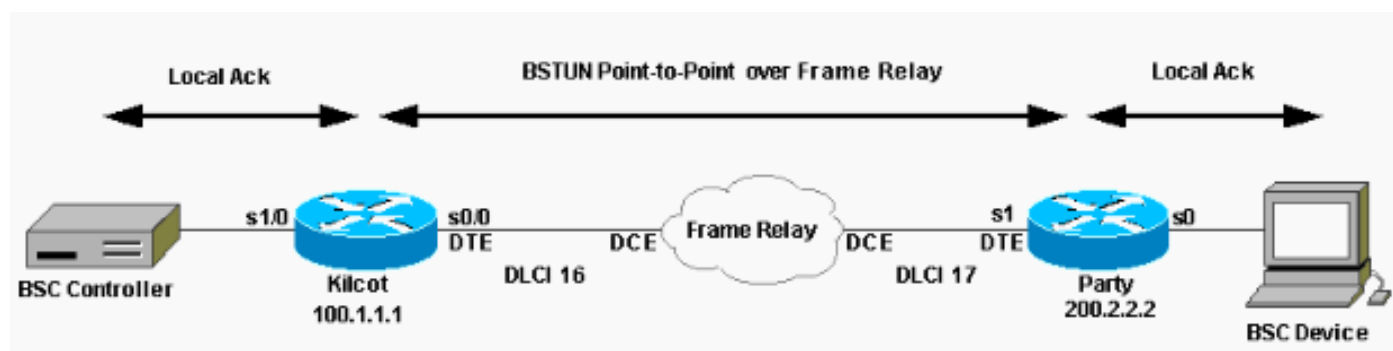 Local Ack
BSTUN Point-to-Point over Frame Relay
Local Ack
s1/0
s0/0
DTE
DCE
Frame Relay
DCE
s1
DTE
s0
DLCI 16
DLCI 17
BSC Controller
Kilcot
100.1.1.1
Party
200.2.2.2
BSC Device